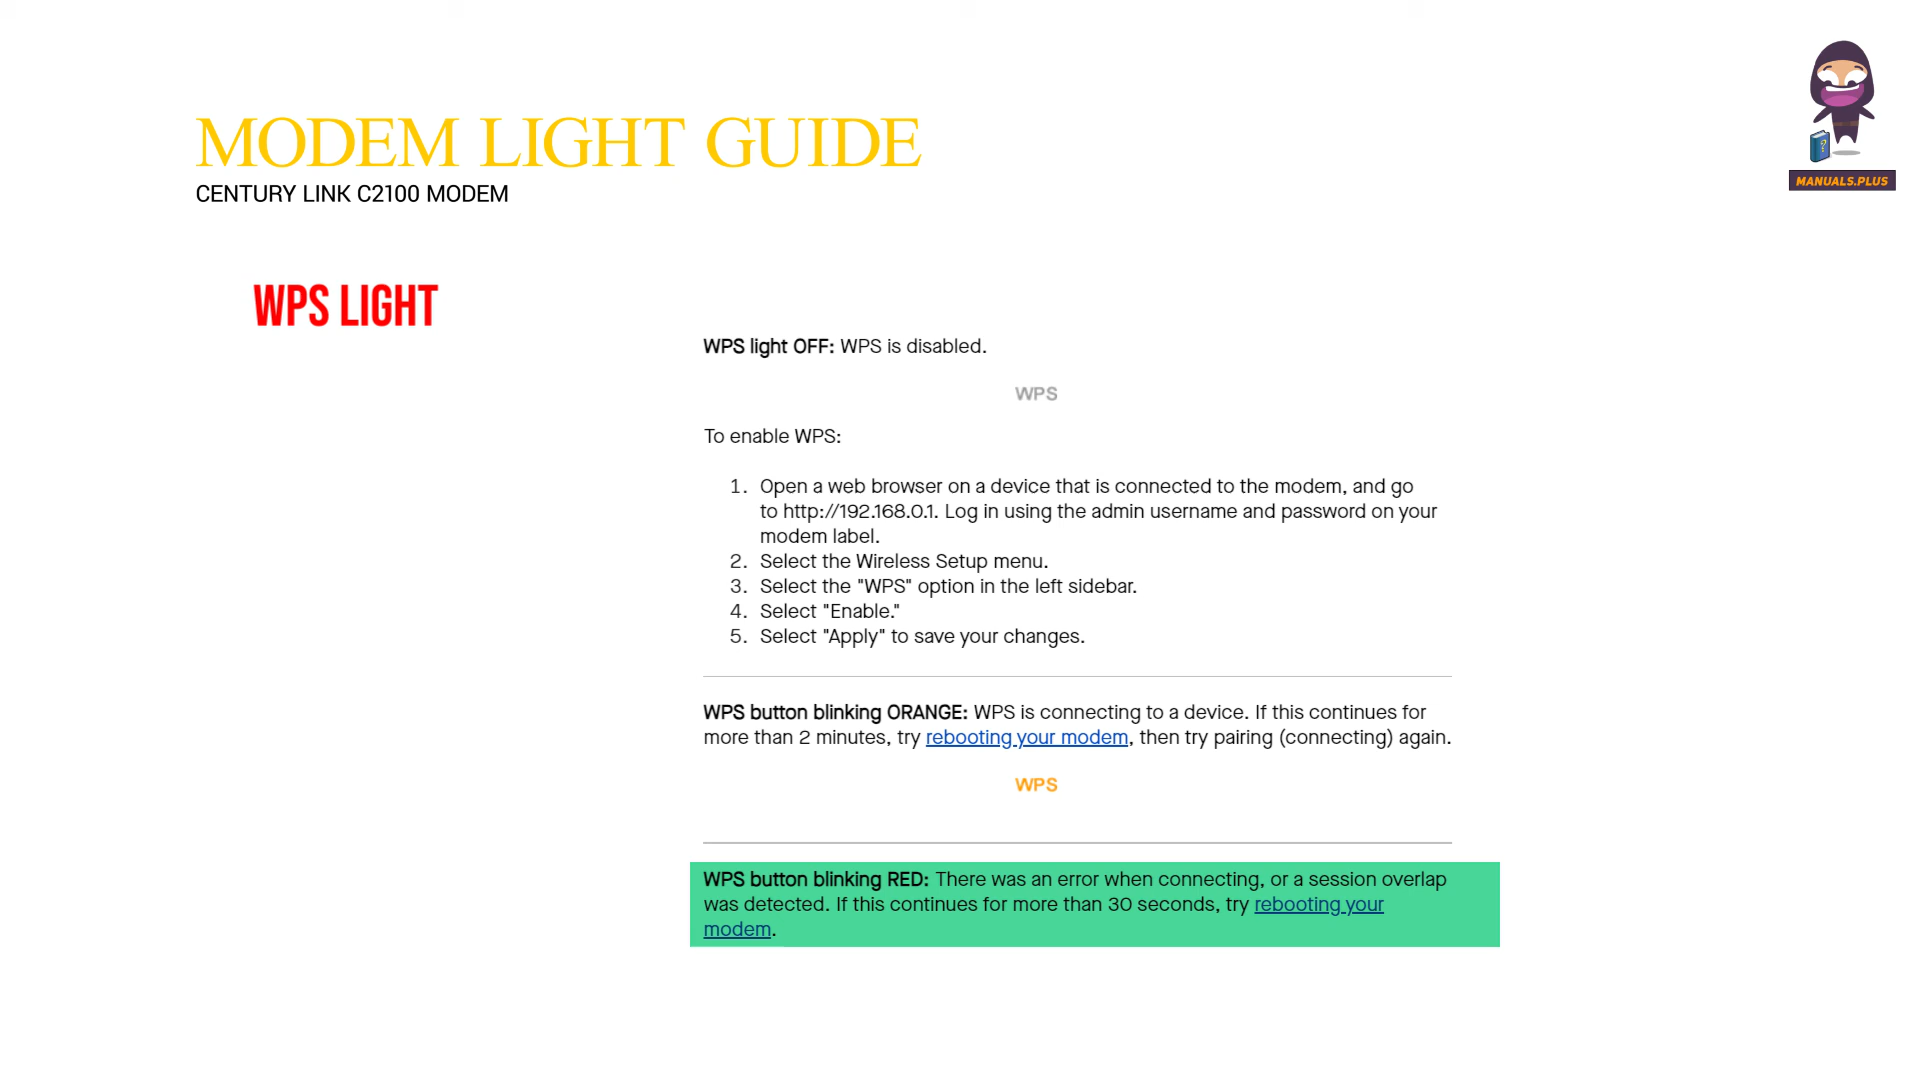 MODEM LIGHT GUIDE
CENTURY LINK C2100 MODEM
?
MANUALS.PLUS
WPS LIGHT
WPS light OFF: WPS is disabled.
WPS
To enable WPS:
1. Open a web browser on a device that is connected to the modem, and go
to http://192.168.0.1. Log in using the admin username and password on your
modem label.
2. Select the Wireless Setup menu.
3. Select the "WPS" option in the left sidebar.
4. Select "Enable."
5. Select "Apply" to save your changes.
WPS button blinking ORANGE: WPS is connecting to a device. If this continues for
more than 2 minutes, try rebooting your modem, then try pairing (connecting) again.
WPS
WPS button blinking RED: There was an error when connecting, or a session overlap
was detected. If this continues for more than 30 seconds, try rebooting your
modem.